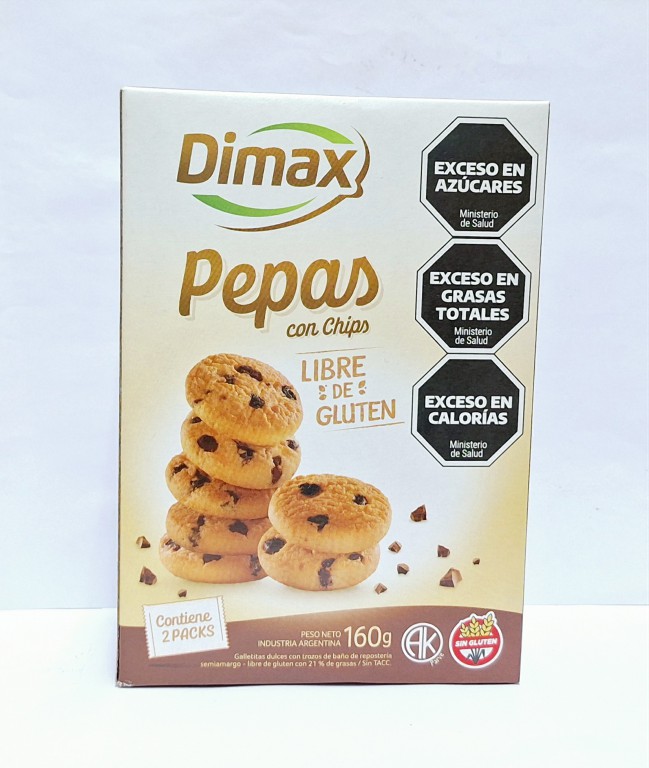 Dimax
EXCESO EN
AZÚCARES
Ministerio
de Salud
Pepas
con Chips
EXCESO EN
GRASAS
TOTALES
Ministerio
de Salud
LIBRE
DE
GLUTEN
EXCESO EN
CALORÍAS
Ministerio
de Salud
Contiene
2 PACKS
PESO NETO
INDUSTRIA ARGENTINA 160g
Galletitas dulces con trozos de baño de repostería
semiamargo - libre de gluten con 21 % de grasas / Sin TACC
AK
SIN GLUTEN